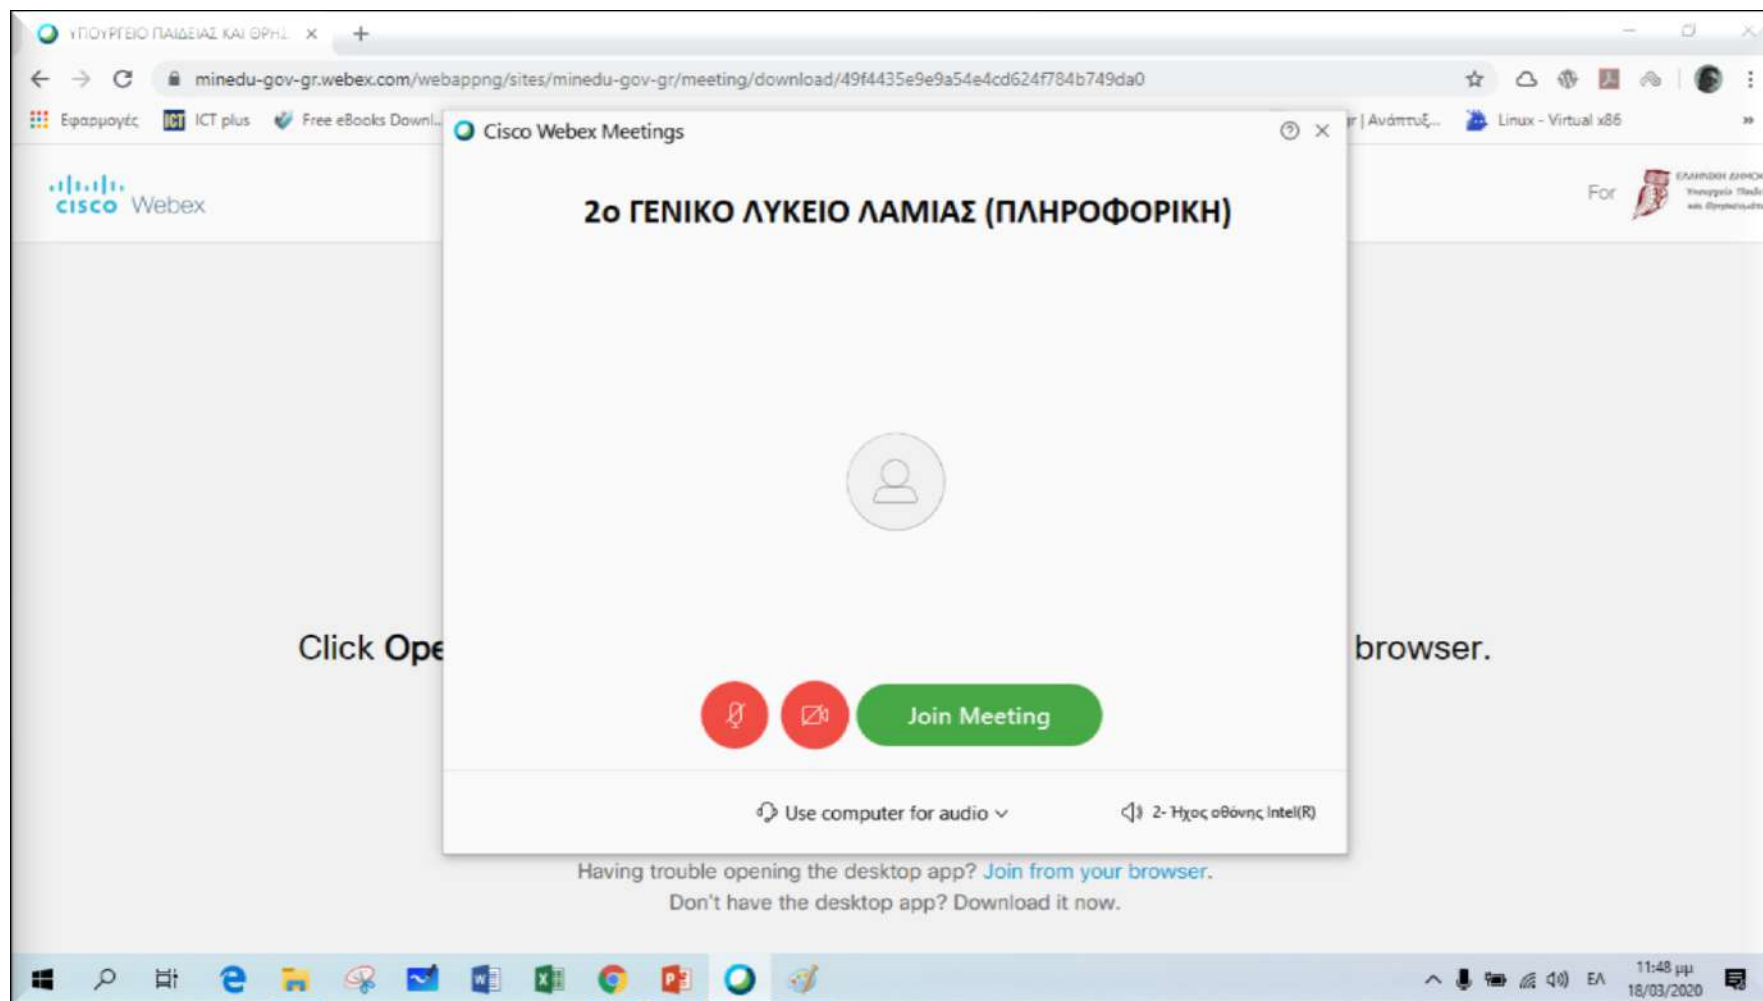 ΥΠΟΥΡΓΕΙΟ ΠΑΙΔΕΙΑΣ ΚΑΙ ΘΡΗΣ
minedu-gov-gr.webex.com/webappng/sites/minedu-gov-gr/meeting/download/49f4435e9e9a54e4cd624f784b749da0
Εφαρμογές ICT ICT plus Free eBooks Downl... | Ανάπτυξ... Linux - Virtual x86 »
Cisco Webex Meetings
CISCO Webex
For
2ο ΓΕΝΙΚΟ ΛΥΚΕΙΟ ΛΑΜΙΑΣ (ΠΛΗΡΟΦΟΡΙΚΗ)
Click Ope browser.
Join Meeting
Use computer for audio
2- Ήχος οθόνης Intel(R)
Having trouble opening the desktop app? Join from your browser.
Don't have the desktop app? Download it now.
ΕΛ
11:48 μμ
18/03/2020